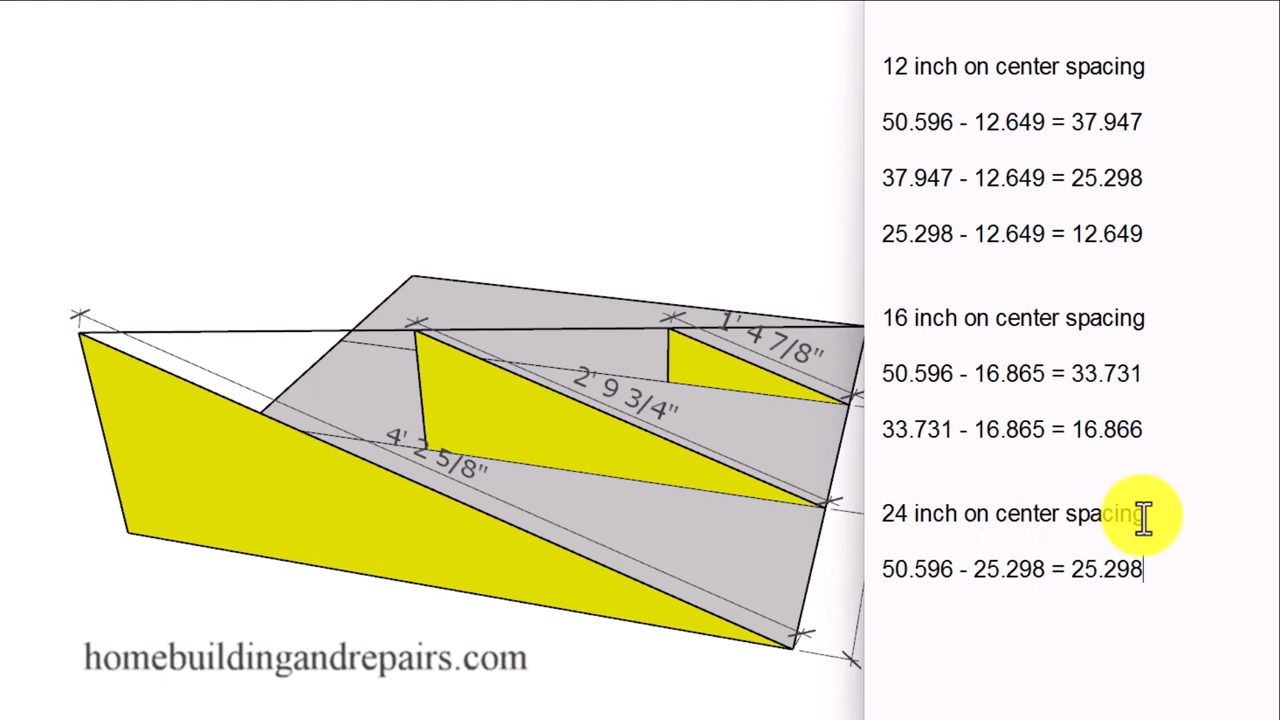 12 inch on center spacing
50.596 - 12.649 = 37.947
37.947 - 12.649 = 25.298
25.298 - 12.649 = 12.649
16 inch on center spacing
50.596 - 16.865 = 33.731
33.731 - 16.865 = 16.866
24 inch on center spacing
50.596 - 25.298 = 25.298
1' 4 7/8"
2' 9 3/4"
4' 2 5/8"
homebuildingandrepairs.com